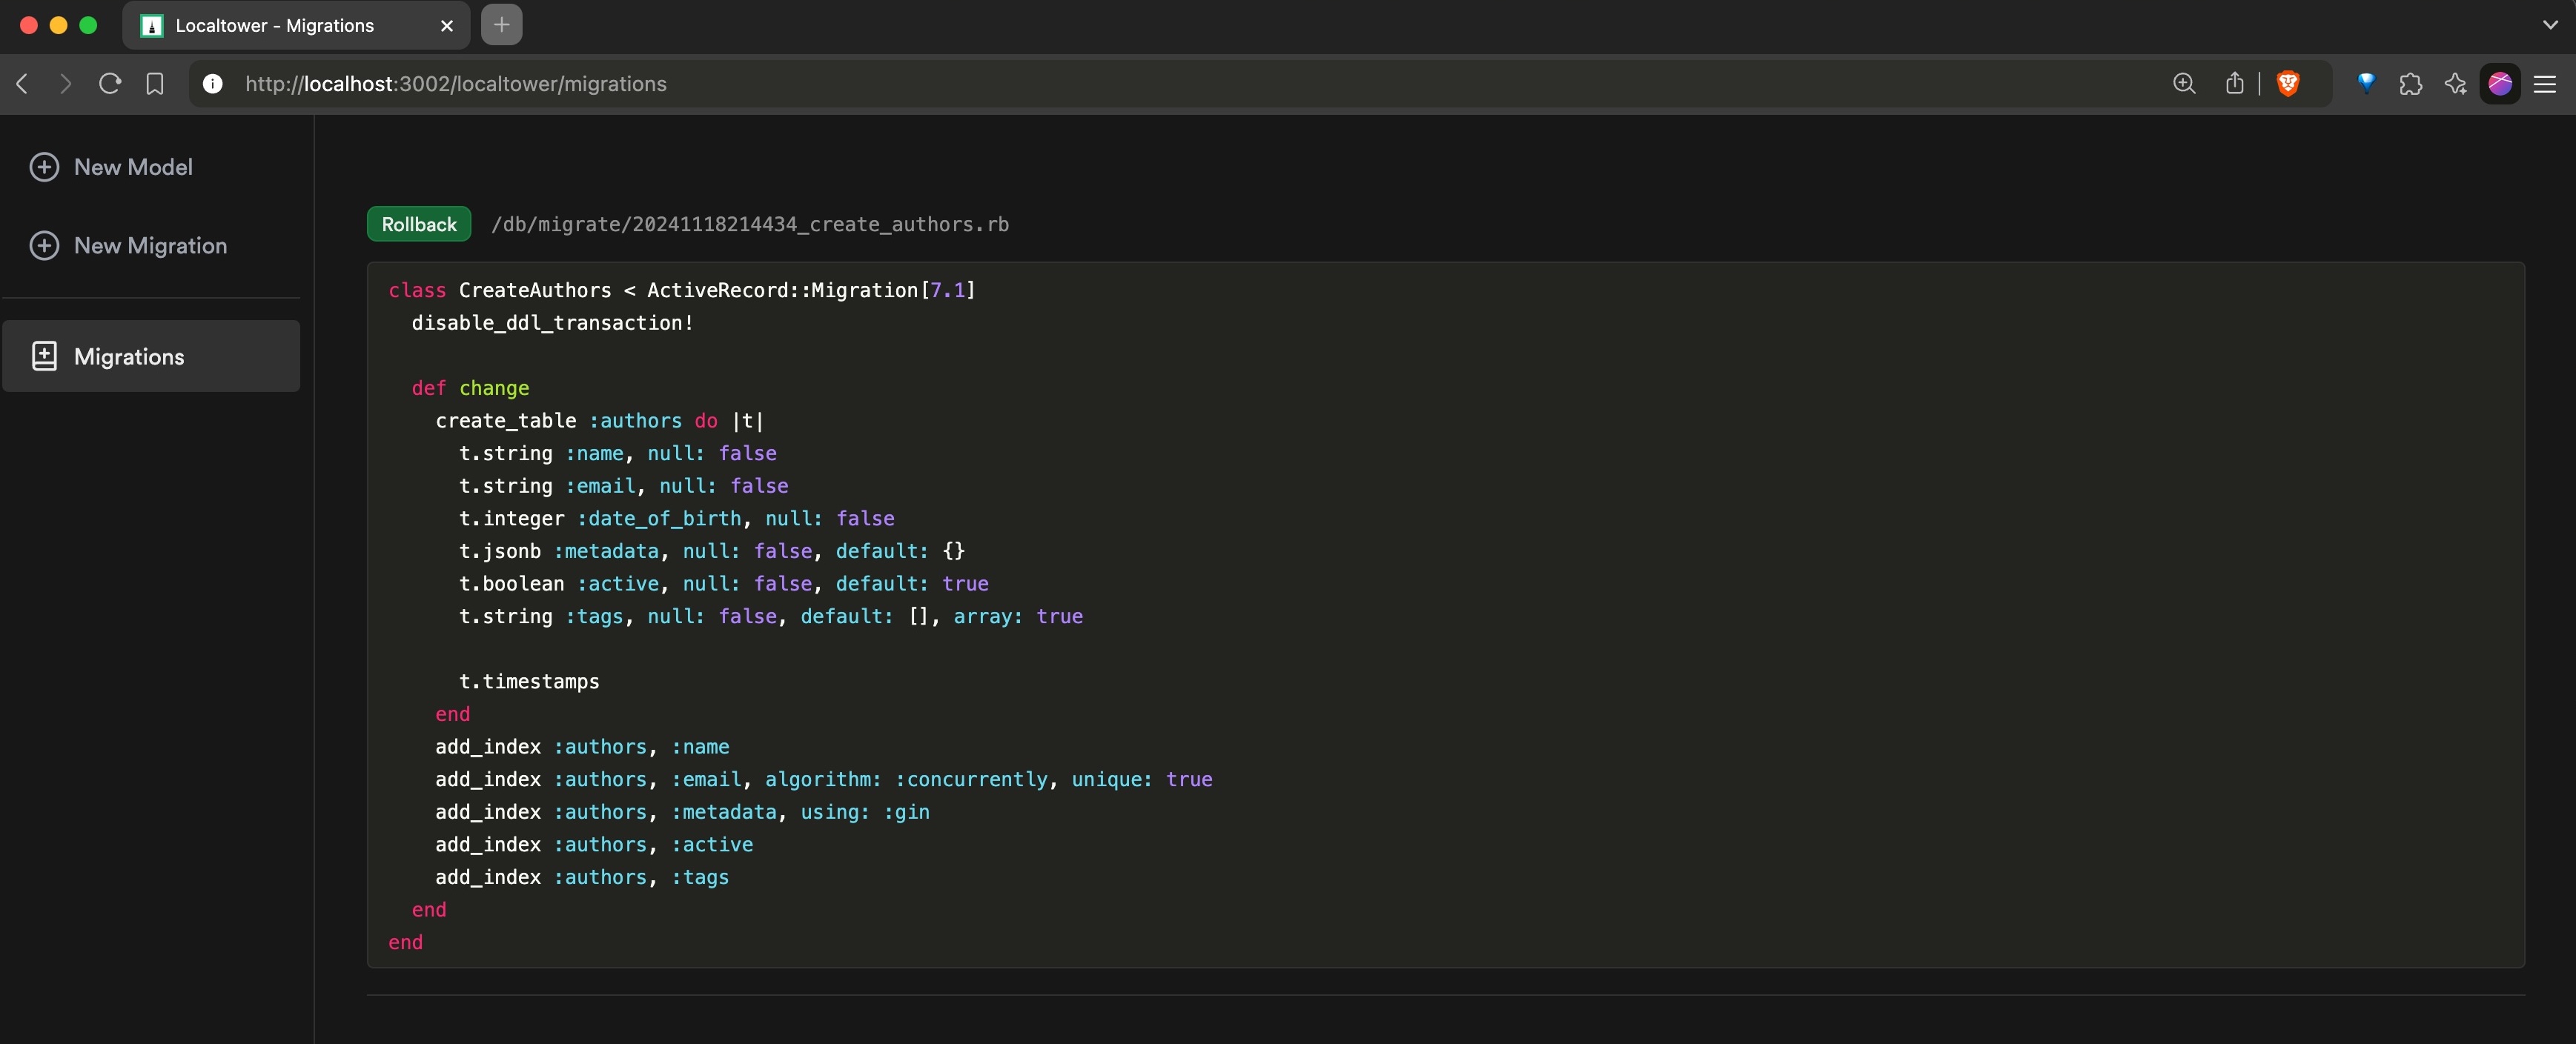 Localtower - Migrations
http://localhost:3002/localtower/migrations
New Model
New Migration
Migrations
Rollback /db/migrate/20241118214434_create_authors.rb
class CreateAuthors < ActiveRecord::Migration[7.1]
  disable_ddl_transaction!

  def change
    create_table :authors do |t|
      t.string :name, null: false
      t.string :email, null: false
      t.integer :date_of_birth, null: false
      t.jsonb :metadata, null: false, default: {}
      t.boolean :active, null: false, default: true
      t.string :tags, null: false, default: [], array: true

      t.timestamps
    end
    add_index :authors, :name
    add_index :authors, :email, algorithm: :concurrently, unique: true
    add_index :authors, :metadata, using: :gin
    add_index :authors, :active
    add_index :authors, :tags
  end
end